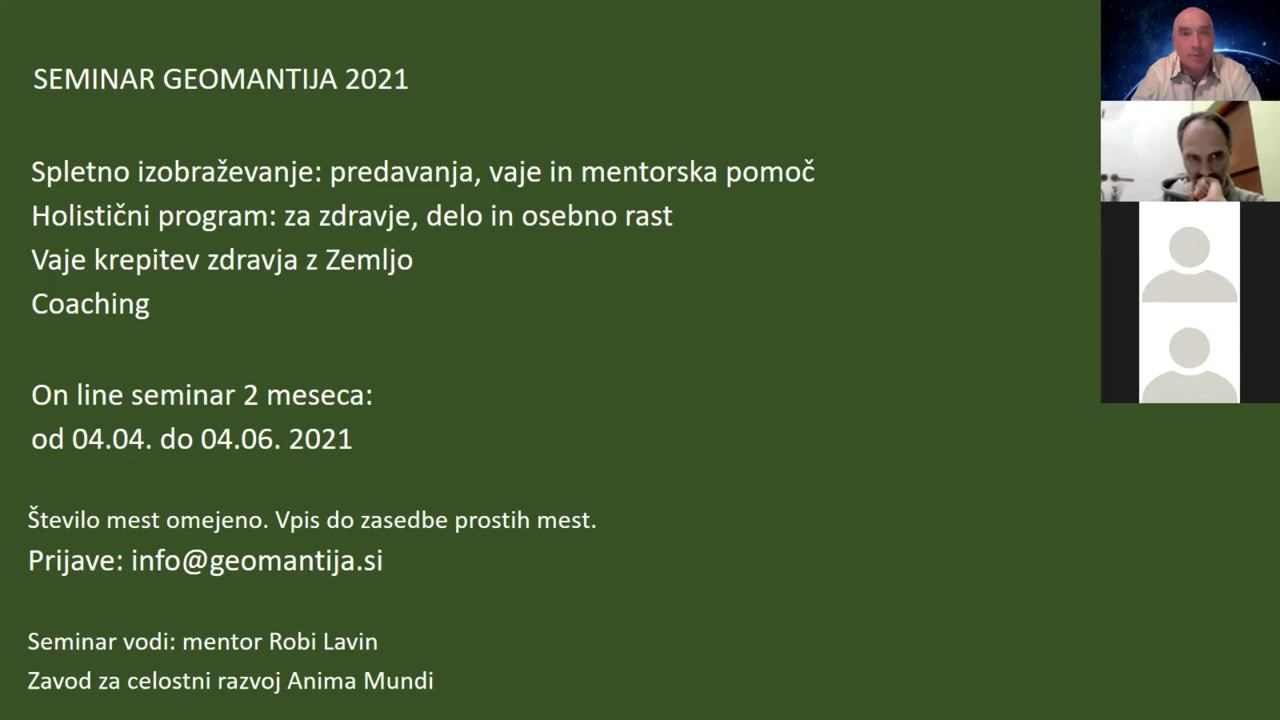 SEMINAR GEOMANTIJA 2021
Spletno izobraževanje: predavanja, vaje in mentorska pomoč
Holistični program: za zdravje, delo in osebno rast
Vaje krepitev zdravja z Zemljo
Coaching
On line seminar 2 meseca:
od 04.04. do 04.06. 2021
Število mest omejeno. Vpis do zasedbe prostih mest.
Prijave: info@geomantija.si
Seminar vodi: mentor Robi Lavin
Zavod za celostni razvoj Anima Mundi